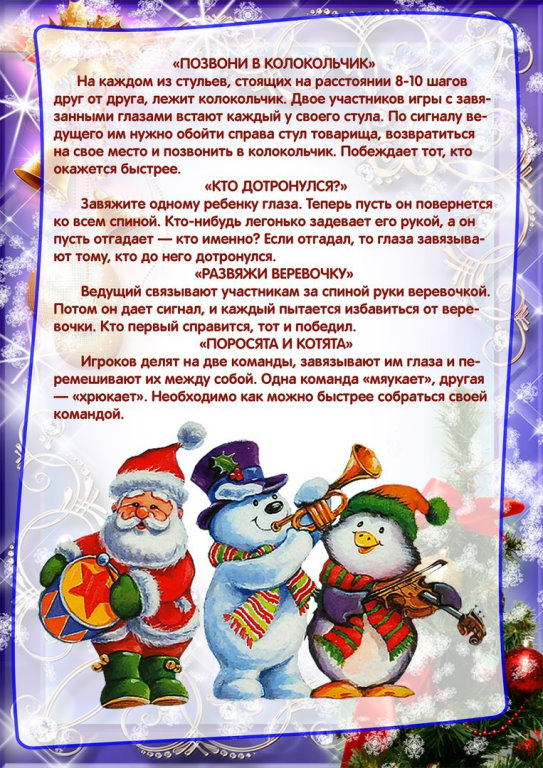 «ПОЗВОНИ В КОЛОКОЛЬЧИК»
На каждом из стульев, стоящих на расстоянии 8-10 шагов
друг от друга, лежит колокольчик. Двое участников игры с завя-
занными глазами встают каждый у своего стула. По сигналу ве-
дущего им нужно обойти справа стул товарища, возвратиться
на свое место и позвонить в колокольчик. Побеждает тот, кто
окажется быстрее.
«КТО ДОТРОНУЛСЯ?»
Завяжите одному ребенку глаза. Теперь пусть он повернется
ко всем спиной. Кто-нибудь легонько задевает его рукой, а он
пусть отгадает — кто именно? Если отгадал, то глаза завязыва-
ют тому, кто до него дотронулся.
«РАЗВЯЖИ ВЕРЕВОЧКУ»
Ведущий связывают участникам за спиной руки веревочкой.
Потом он дает сигнал, и каждый пытается избавиться от вере-
вочки. Кто первый справится, тот и победил.
«ПОРОСЯТА И КОТЯТА»
Игроков делят на две команды, завязывают им глаза и пе-
ремешивают их между собой. Одна команда «мяукает», другая
— «хрюкает». Необходимо как можно быстрее собраться своей
командой.